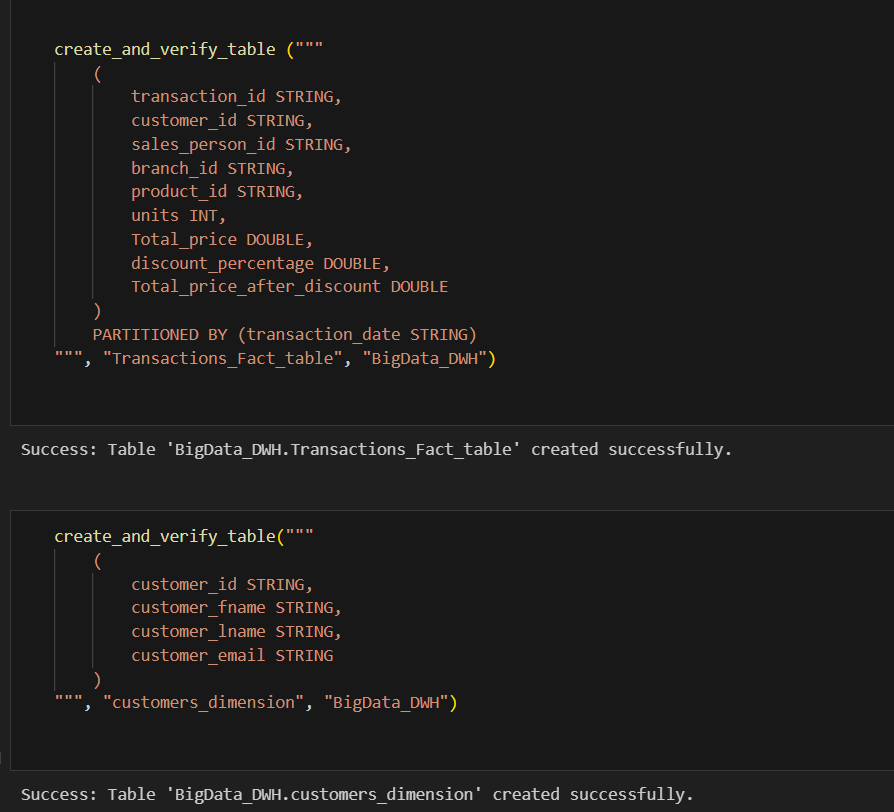 create_and_verify_table ("""
(
transaction_id STRING,
customer_id STRING,
sales_person_id STRING,
branch_id STRING,
product_id STRING,
units INT,
Total_price DOUBLE,
discount_percentage DOUBLE,
Total_price_after_discount DOUBLE
)
PARTITIONED BY (transaction_date STRING)
""", "Transactions_Fact_table", "BigData_DWH")
Success: Table 'BigData_DWH.Transactions_Fact_table' created successfully.
create_and_verify_table("""
(
customer_id STRING,
customer_fname STRING,
customer_lname STRING,
customer_email STRING
)
""", "customers_dimension", "BigData_DWH")
Success: Table 'BigData_DWH.customers_dimension' created successfully.